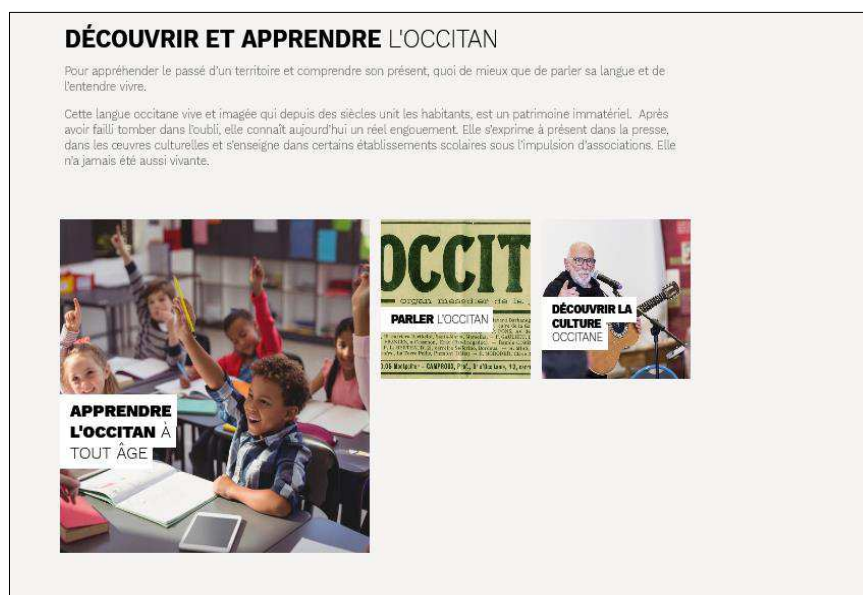 DÉCOUVRIR ET APPRENDRE L'OCCITAN
Pour appréhender le passé d'un territoire et comprendre son présent, quoi de mieux que de parler sa langue et de
l'entendre vivre.
Cette langue occitane vive et imagée qui depuis des siècles unit les habitants, est un patrimoine immatériel. Après
avoir failli tomber dans l'oubli, elle connaît aujourd'hui un réel engouement. Elle s'exprime à présent dans la presse,
dans les œuvres culturelles et s'enseigne dans certains établissements scolaires sous l'impulsion d'associations. Elle
n'a jamais été aussi vivante.
OCCIT
organ mesadier de le
PARLER L'OCCITAN
DÉCOUVRIR LA
CULTURE
OCCITANE
APPRENDRE
L'OCCITAN À
TOUT ÂGE